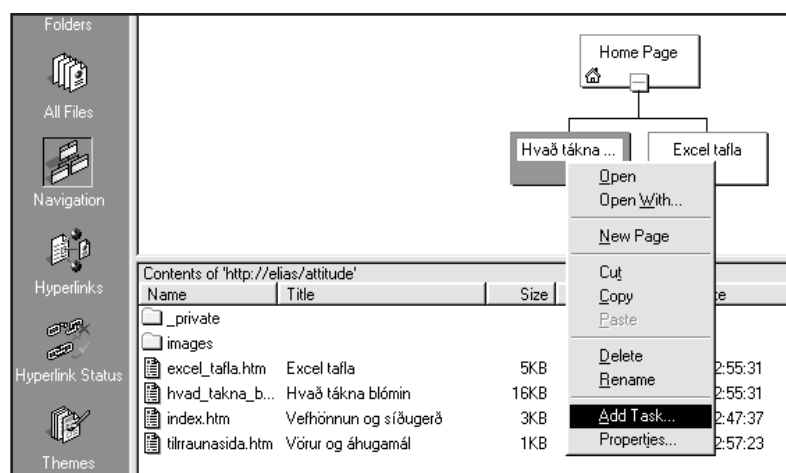 Folders
All Files
Navigation
Hyperlinks
Hyperlink Status
Themes
Home Page
Hvað tákna ...
Excel tafla
Open
Open With...
New Page
Cut
Copy
Paste
Delete
Rename
Add Task...
Properties...
Contents of 'http://elias/attitude'
Name Title Size
_private
images
excel_tafla.htm Excel tafla 5KB 2:55:31
hvad_takna_b... Hvað tákna blómin 16KB 2:55:31
index.htm Vefhönnun og síðugerð 3KB 2:47:37
tilrraunasida.htm Vörur og áhugamál 1KB 2:57:23